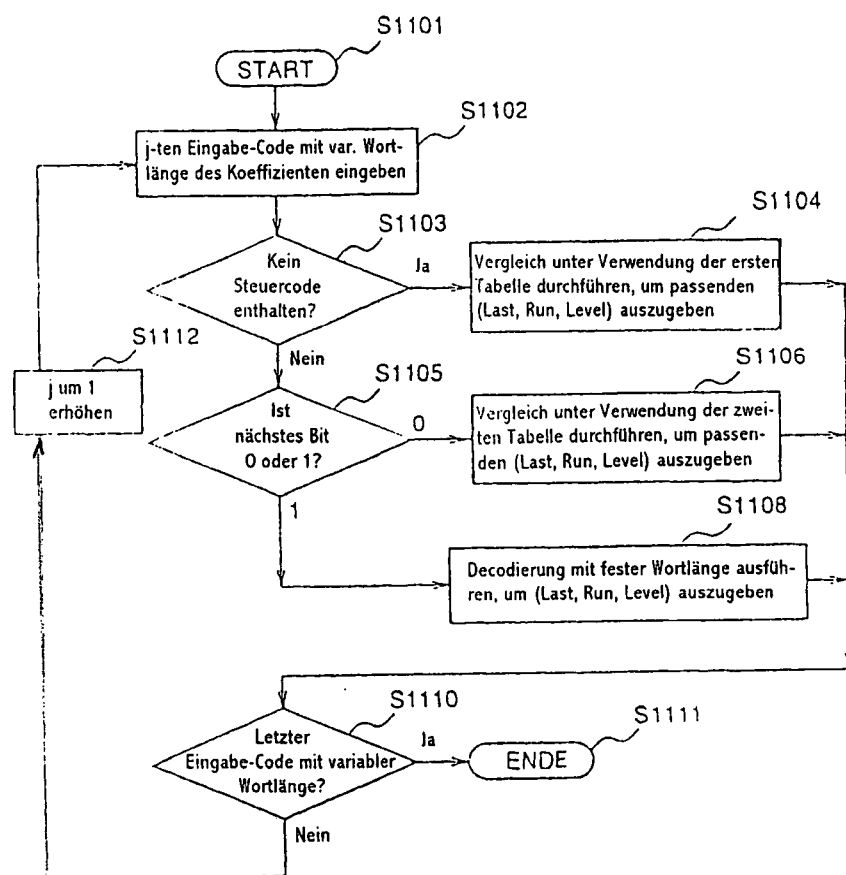 S1101
START
S1102
j-ten Eingabe-Code mit var. Wort-
länge des Koeffizienten eingeben
S1103
Kein
Steuercode
enthalten?
Ja
S1104
Vergleich unter Verwendung der ersten
Tabelle durchführen, um passenden
(Last, Run, Level) auszugeben
Nein
S1112
j um 1
erhöhen
S1105
Ist
nächstes Bit
0 oder 1?
0
S1106
Vergleich unter Verwendung der zwei-
ten Tabelle durchführen, um passen-
den (Last, Run, Level) auszugeben
1
S1108
Decodierung mit fester Wortlänge ausfüh-
ren, um (Last, Run, Level) auszugeben
S1110
Letzter
Eingabe-Code mit variabler
Wortlänge?
Ja
S1111
ENDE
Nein